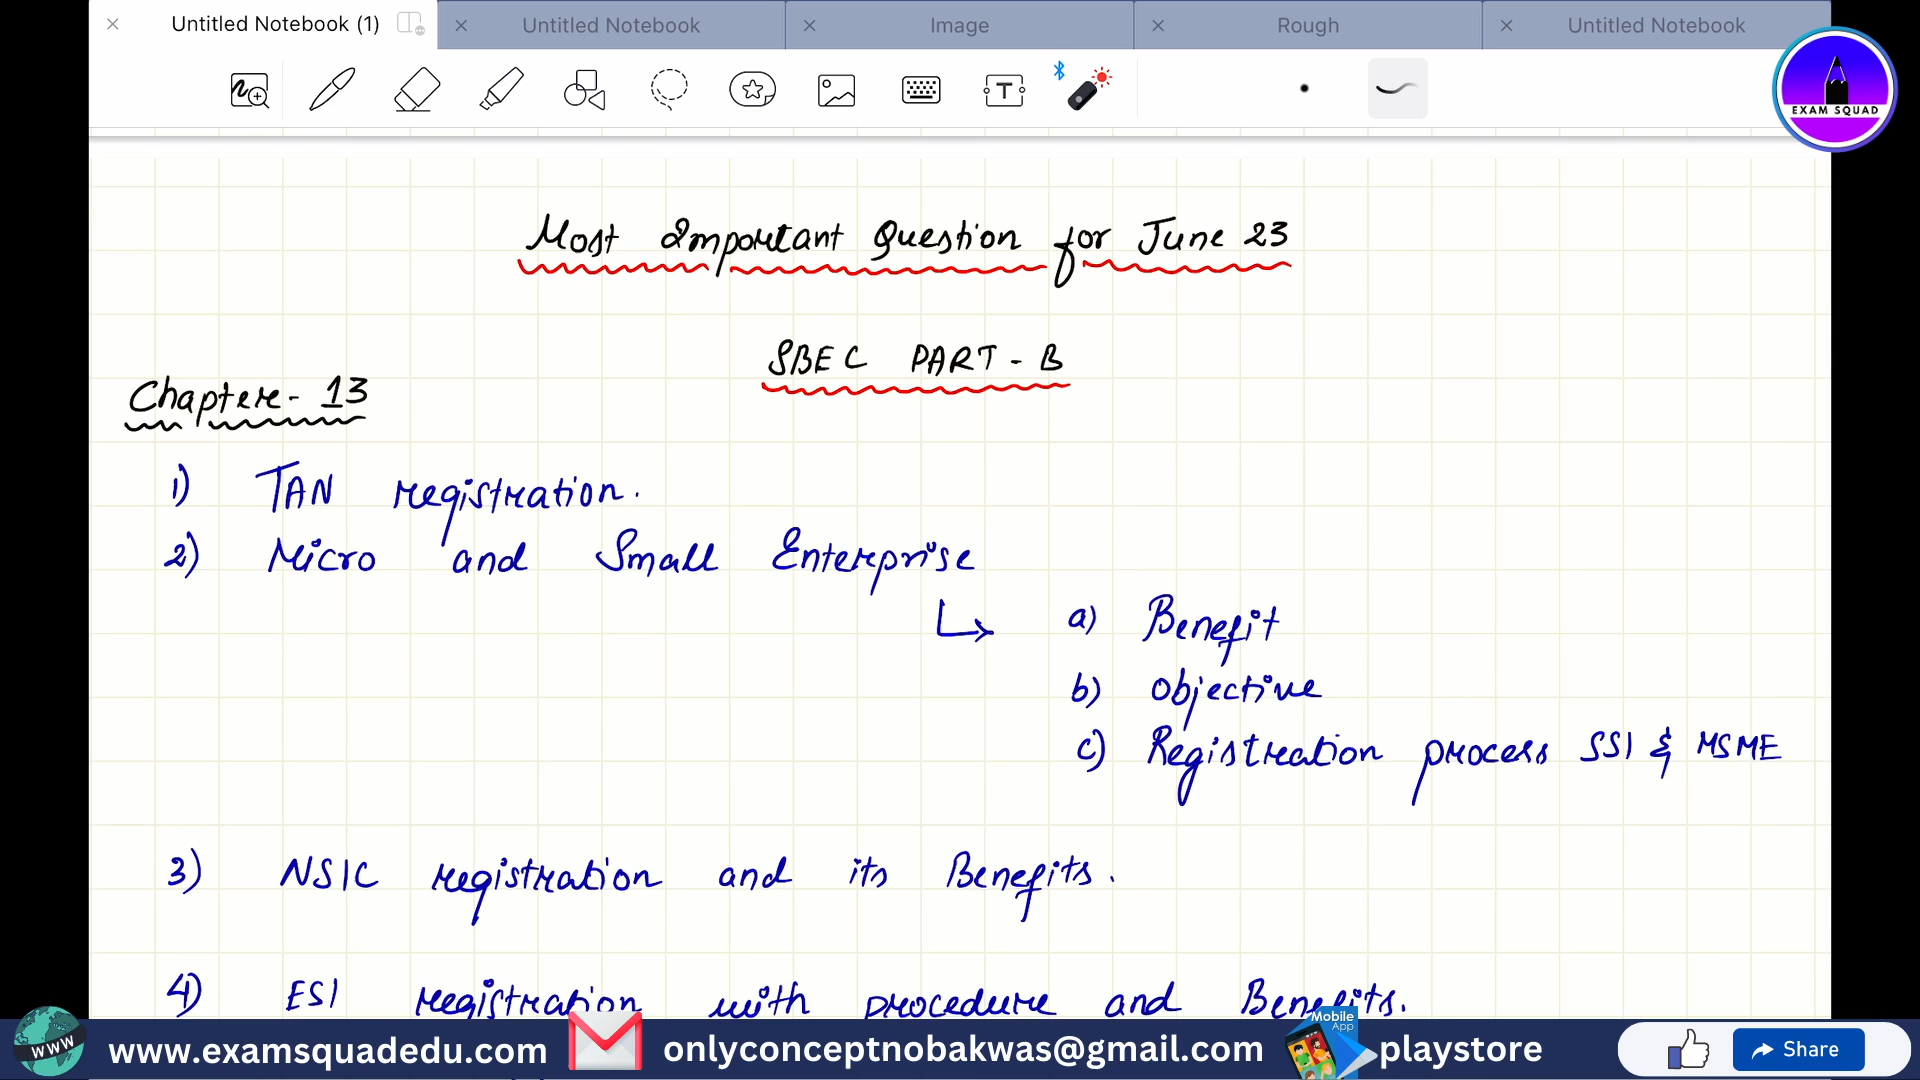 Untitled Notebook (1)
Untitled Notebook
Image
Rough
Untitled Notebook
T
EXAM SQUAD
Most Important Question for June 23
SBEC PART - B
Chapter - 13
1) TAN registration.
2) Micro and Small Enterprise
a) Benefit
b) Objective
c) Registration process SSI & MSME
3) NSIC registration and its Benefits.
4) ESI registration with procedure and Benefits.
WWW
www.examsquadedu.com
onlyconceptnobakwas@gmail.com
Mobile App
playstore
Share